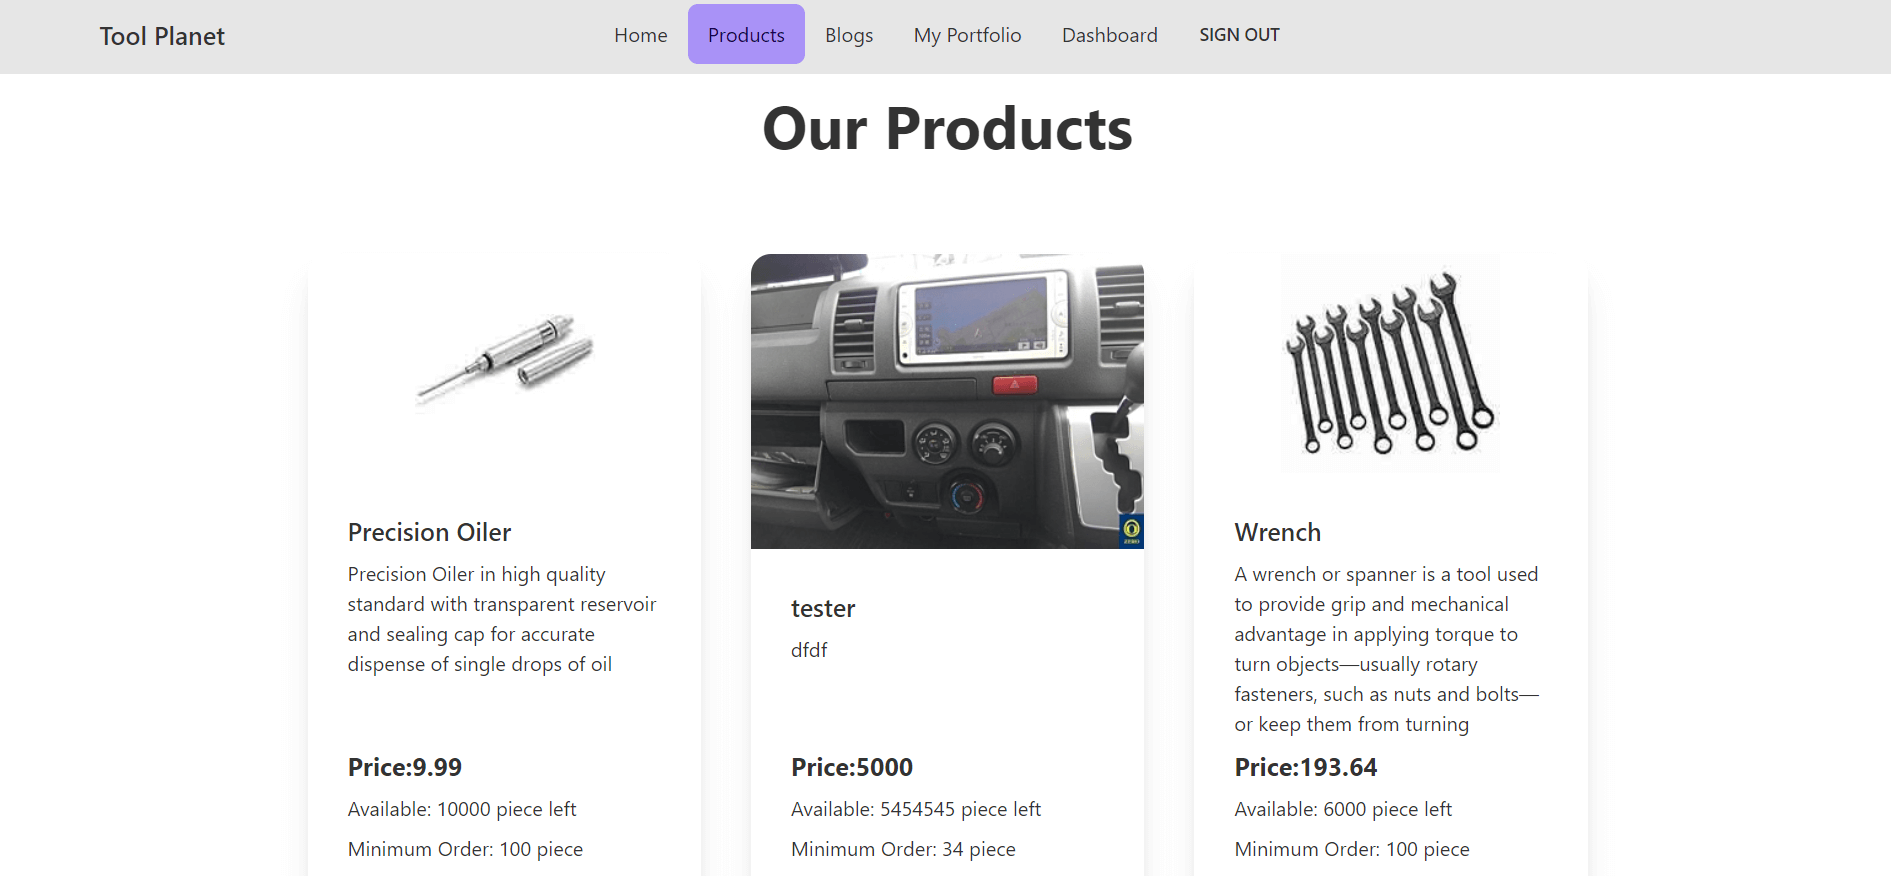 Tool Planet
Home
Products
Blogs
My Portfolio
Dashboard
SIGN OUT
Our Products
Precision Oiler
Precision Oiler in high quality
standard with transparent reservoir
and sealing cap for accurate
dispense of single drops of oil
Price:9.99
Available: 10000 piece left
Minimum Order: 100 piece
ZERO
tester
dfdf
Price:5000
Available: 5454545 piece left
Minimum Order: 34 piece
Wrench
A wrench or spanner is a tool used
to provide grip and mechanical
advantage in applying torque to
turn objects—usually rotary
fasteners, such as nuts and bolts—
or keep them from turning
Price:193.64
Available: 6000 piece left
Minimum Order: 100 piece